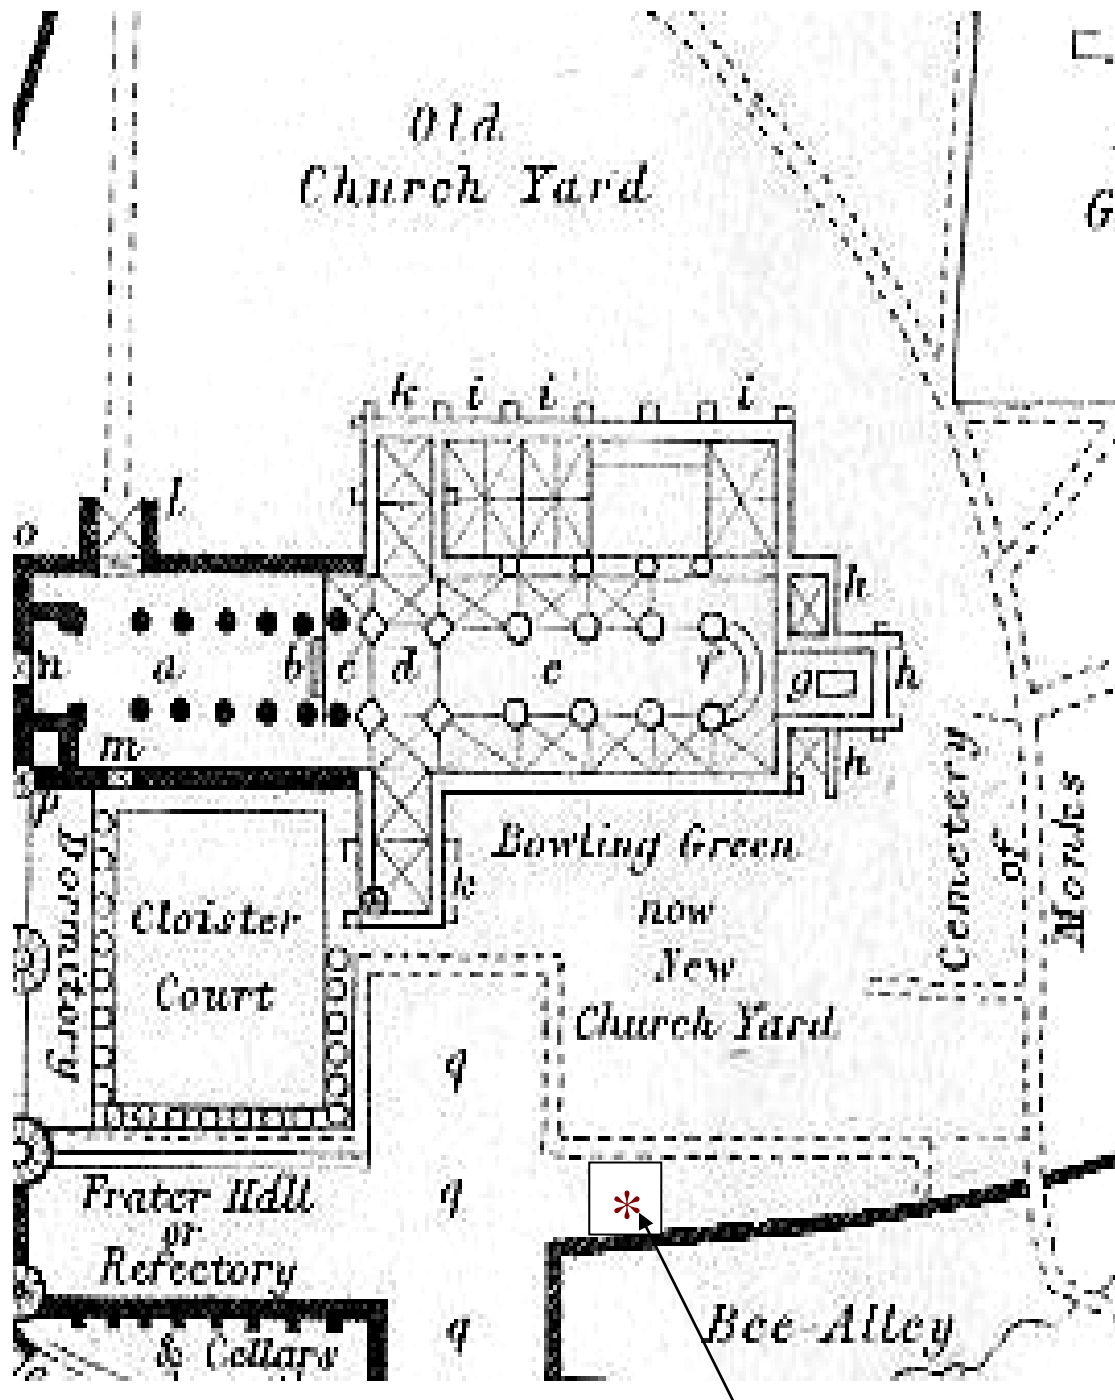 Old
Church Yard
G
k i i i
l
o
h
n a b c d e f g h
m
h
p
Dormitory
Cloister
Court
k
Bowling Green
now
New
Church Yard
Cemetery
of
Monks
q
q
*
Frater Hall
or
Refectory
& Cellars
q
Bee-Alley